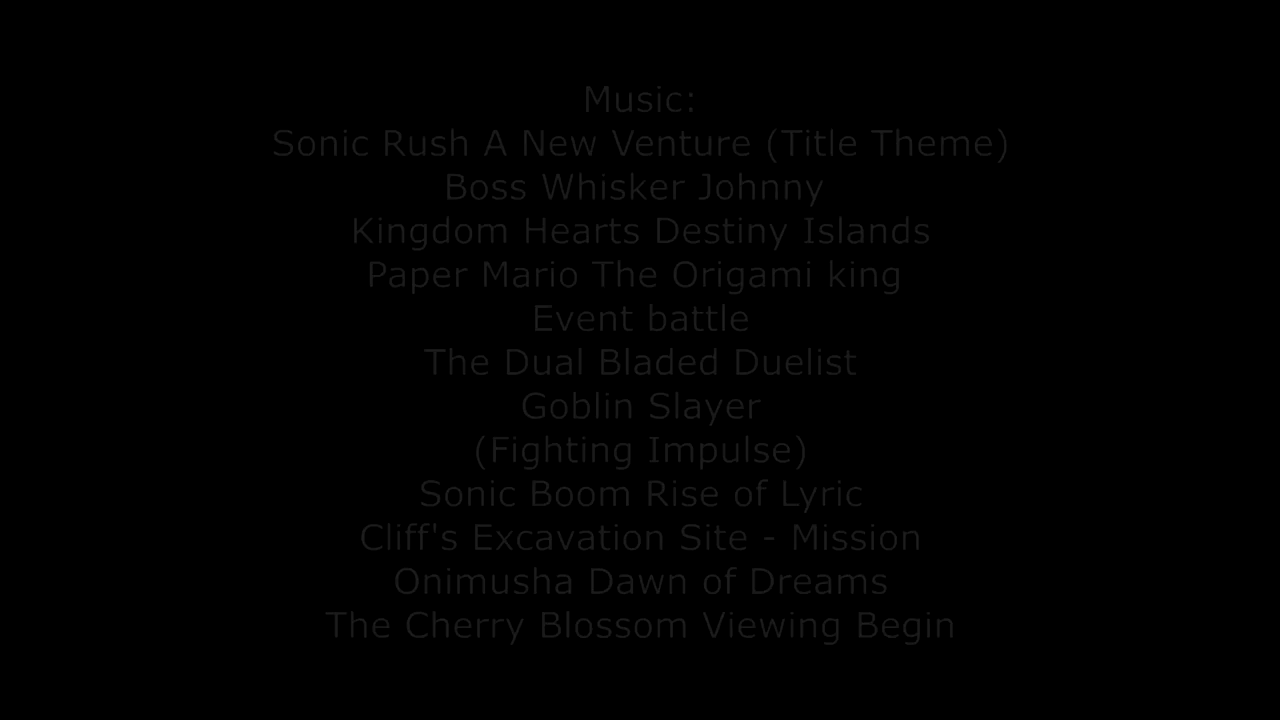 Music:
Sonic Rush A New Venture (Title Theme)
Boss Whisker Johnny
Kingdom Hearts Destiny Islands
Paper Mario The Origami king
Event battle
The Dual Bladed Duelist
Goblin Slayer
(Fighting Impulse)
Sonic Boom Rise of Lyric
Cliff's Excavation Site - Mission
Onimusha Dawn of Dreams
The Cherry Blossom Viewing Begin